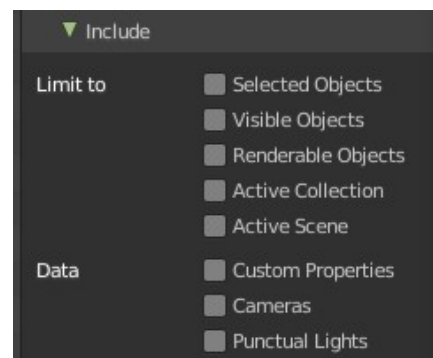 Include
Limit to Selected Objects
Visible Objects
Renderable Objects
Active Collection
Active Scene
Data Custom Properties
Cameras
Punctual Lights